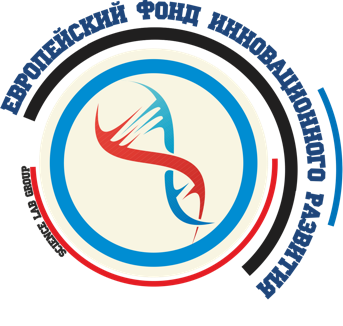 ЕВРОПЕЙСКИЙ ФОНД ИННОВАЦИОННОГО РАЗВИТИЯ
SCIENCE LAB GROUP